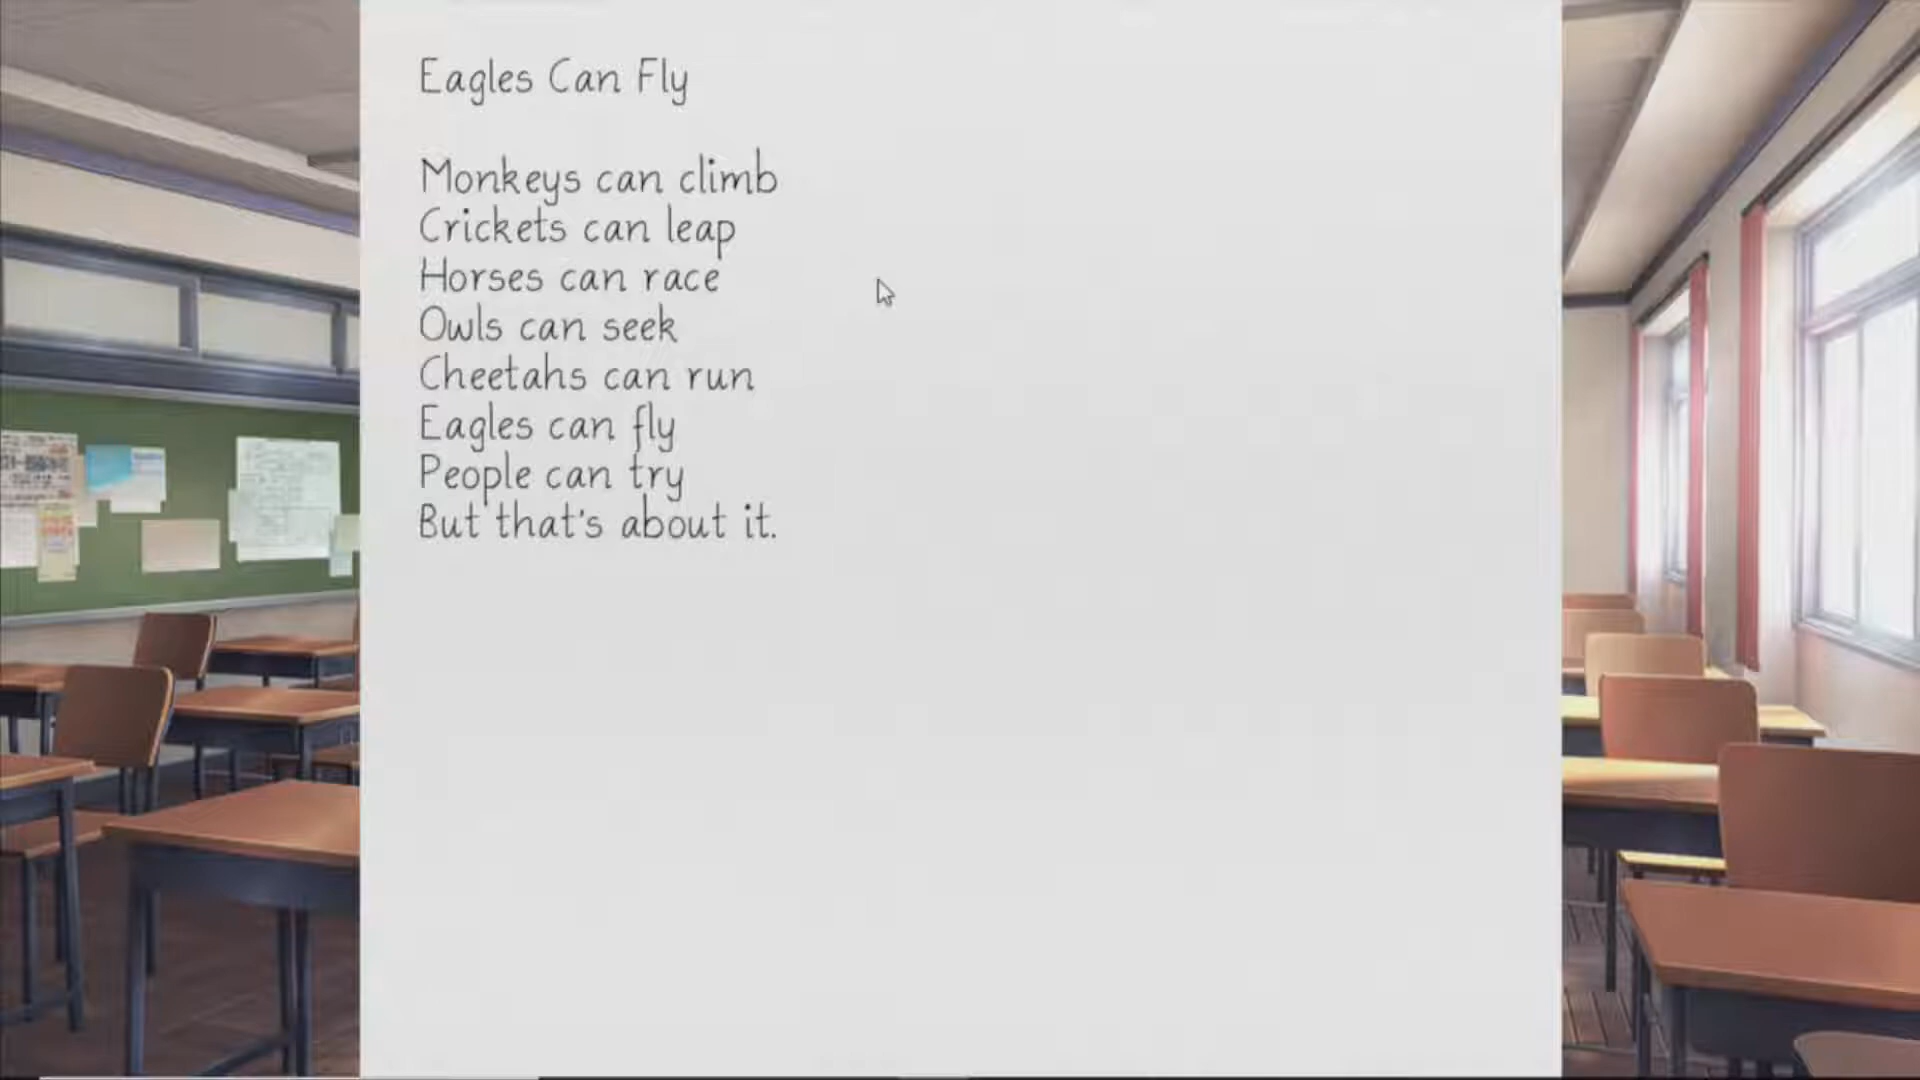 Eagles Can Fly
Monkeys can climb
Crickets can leap
Horses can race
Owls can seek
Cheetahs can run
Eagles can fly
People can try
But that's about it.